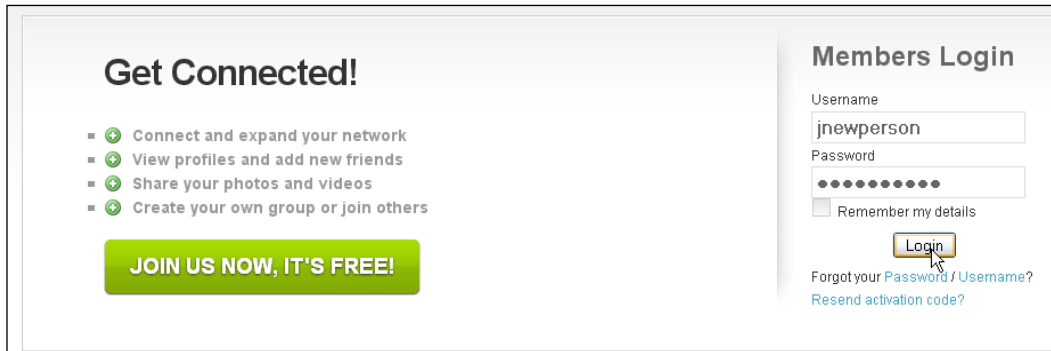 Get Connected!
Connect and expand your network
View profiles and add new friends
Share your photos and videos
Create your own group or join others
JOIN US NOW, IT'S FREE!
Members Login
Username
jnewperson
Password
••••••••••
Remember my details
Login
Forgot your Password / Username?
Resend activation code?